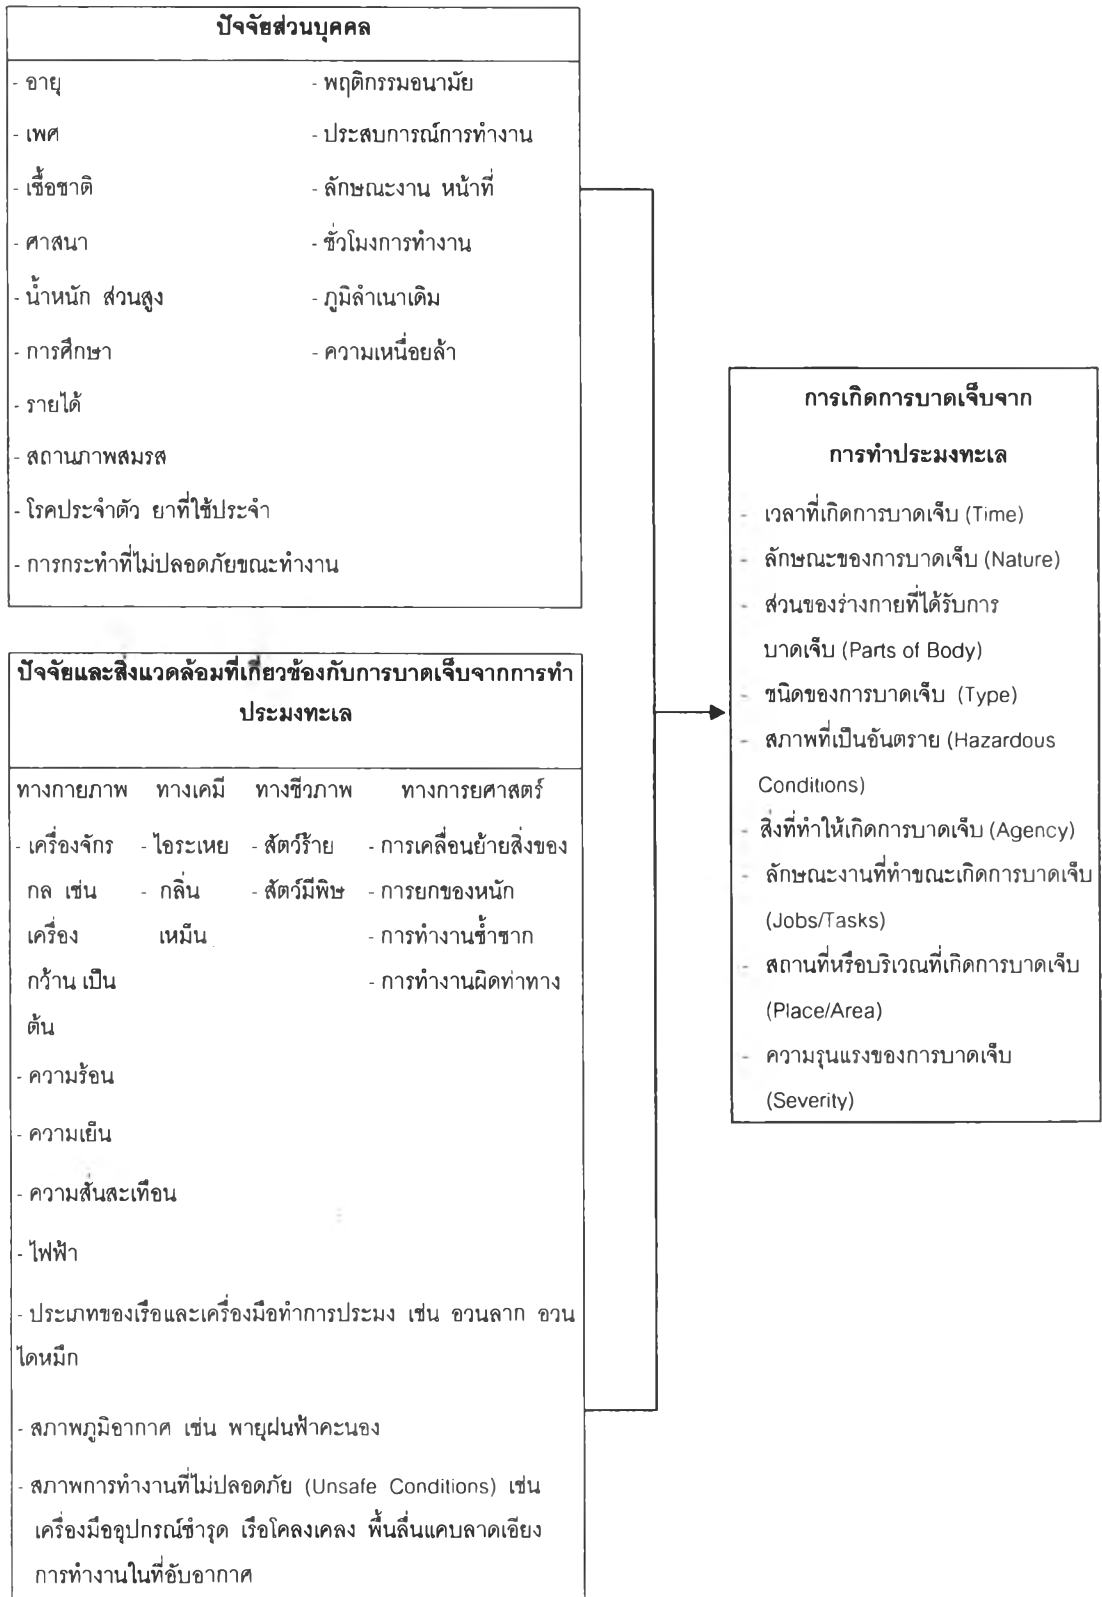 ปัจจัยส่วนบุคคล
- อายุ
- พฤติกรรมอนามัย
- เพศ
- ประสบการณ์การทำงาน
- เชื้อชาติ
- ลักษณะงาน หน้าที่
- ศาสนา
- ชั่วโมงการทำงาน
- น้ำหนัก ส่วนสูง
- ภูมิลำเนาเดิม
- การศึกษา
- ความเหนื่อยล้า
- รายได้
- สถานภาพสมรส
- โรคประจำตัว ยาที่ใช้ประจำ
- การกระทำที่ไม่ปลอดภัยขณะทำงาน
ปัจจัยและสิ่งแวดล้อมที่เกี่ยวข้องกับการบาดเจ็บจากการทำ
ประมงทะเล
ทางกายภาพ ทางเคมี ทางชีวภาพ ทางการยศาสตร์
- เครื่องจักร
กล เช่น
เครื่อง
กว้าน เป็น
ต้น
- ไอระเหย
- กลิ่น
เหม็น
- สัตว์ร้าย
- สัตว์มีพิษ
- การเคลื่อนย้ายสิ่งของ
- การยกของหนัก
- การทำงานซ้ำซาก
- การทำงานผิดท่าทาง
- ความร้อน
- ความเย็น
- ความสั่นสะเทือน
- ไฟฟ้า
- ประเภทของเรือและเครื่องมือทำการประมง เช่น อวนลาก อวน
ไดหมึก
- สภาพภูมิอากาศ เช่น พายุฝนฟ้าคะนอง
- สภาพการทำงานที่ไม่ปลอดภัย (Unsafe Conditions) เช่น
เครื่องมืออุปกรณ์ชำรุด เรือโคลงเคลง พื้นลื่นแคบลาดเอียง
การทำงานในที่อับอากาศ
การเกิดการบาดเจ็บจาก
การทำประมงทะเล
- เวลาที่เกิดการบาดเจ็บ (Time)
- ลักษณะของการบาดเจ็บ (Nature)
- ส่วนของร่างกายที่ได้รับการ
บาดเจ็บ (Parts of Body)
- ชนิดของการบาดเจ็บ (Type)
- สภาพที่เป็นอันตราย (Hazardous
Conditions)
- สิ่งที่ทำให้เกิดการบาดเจ็บ (Agency)
- ลักษณะงานที่ทำขณะเกิดการบาดเจ็บ
(Jobs/Tasks)
- สถานที่หรือบริเวณที่เกิดการบาดเจ็บ
(Place/Area)
- ความรุนแรงของการบาดเจ็บ
(Severity)